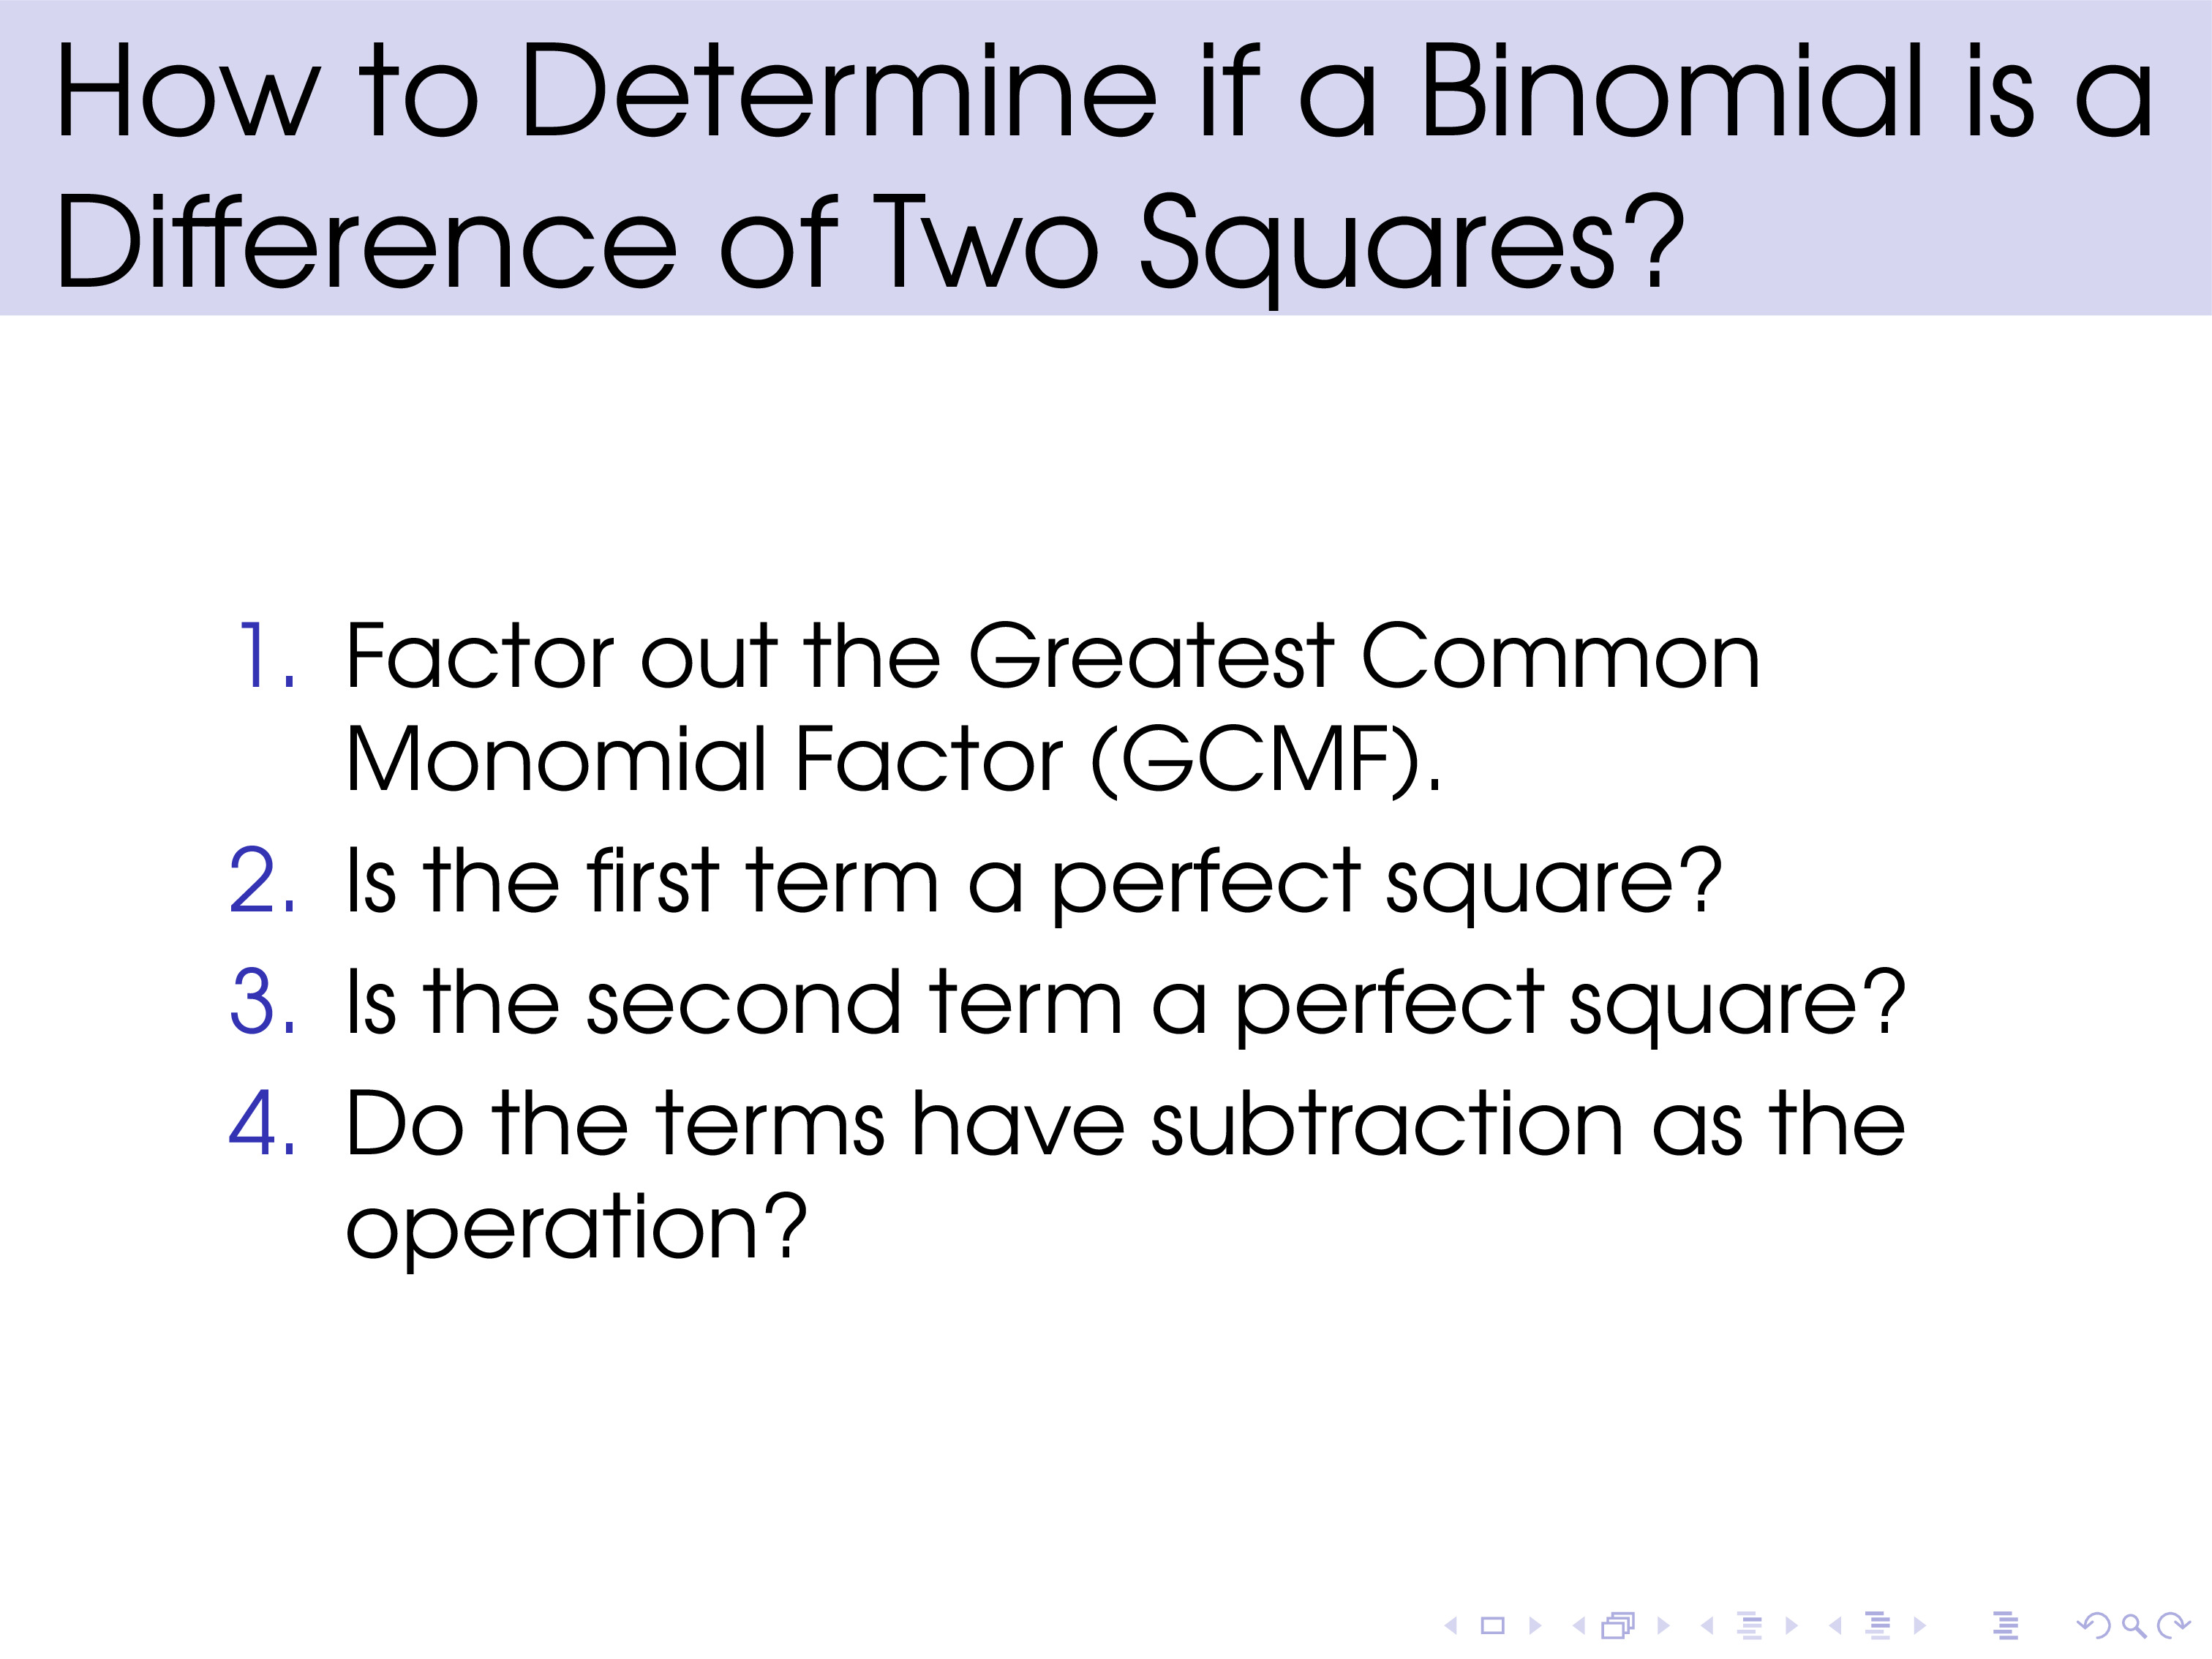 How to Determine if a Binomial is a
Difference of Two Squares?
1. Factor out the Greatest Common
Monomial Factor (GCMF).
2. Is the first term a perfect square?
3. Is the second term a perfect square?
4. Do the terms have subtraction as the
operation?